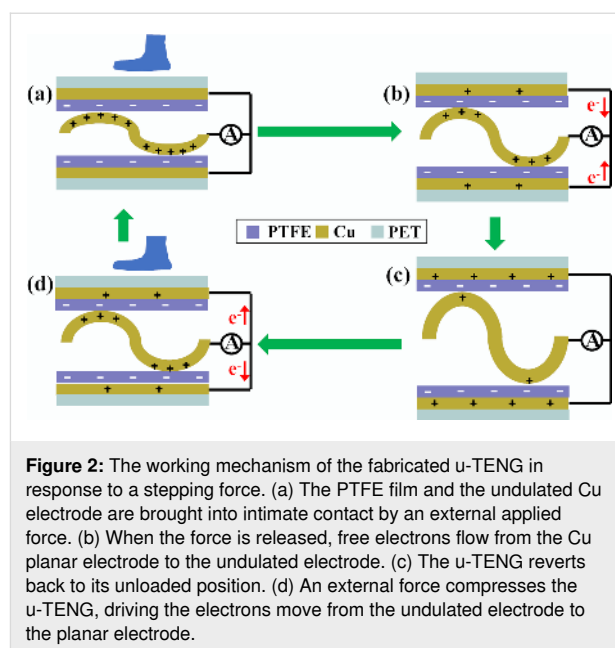 (a)
+ + + + +
- - - - - -
+ + + + +
- - - - - -
A
(b)
+ +
- - - - - -
+ + +
e-
A
+ + +
e-
- - - - - -
+ +
PTFE Cu PET
(d)
+ +
- - - - - -
+ + +
e-
A
+ + +
e-
- - - - - -
+ +
(c)
+ + + +
- - - - - -
+
A
+
- - - - - -
+ + + +
Figure 2: The working mechanism of the fabricated u-TENG in
response to a stepping force. (a) The PTFE film and the undulated Cu
electrode are brought into intimate contact by an external applied
force. (b) When the force is released, free electrons flow from the Cu
planar electrode to the undulated electrode. (c) The u-TENG reverts
back to its unloaded position. (d) An external force compresses the
u-TENG, driving the electrons move from the undulated electrode to
the planar electrode.